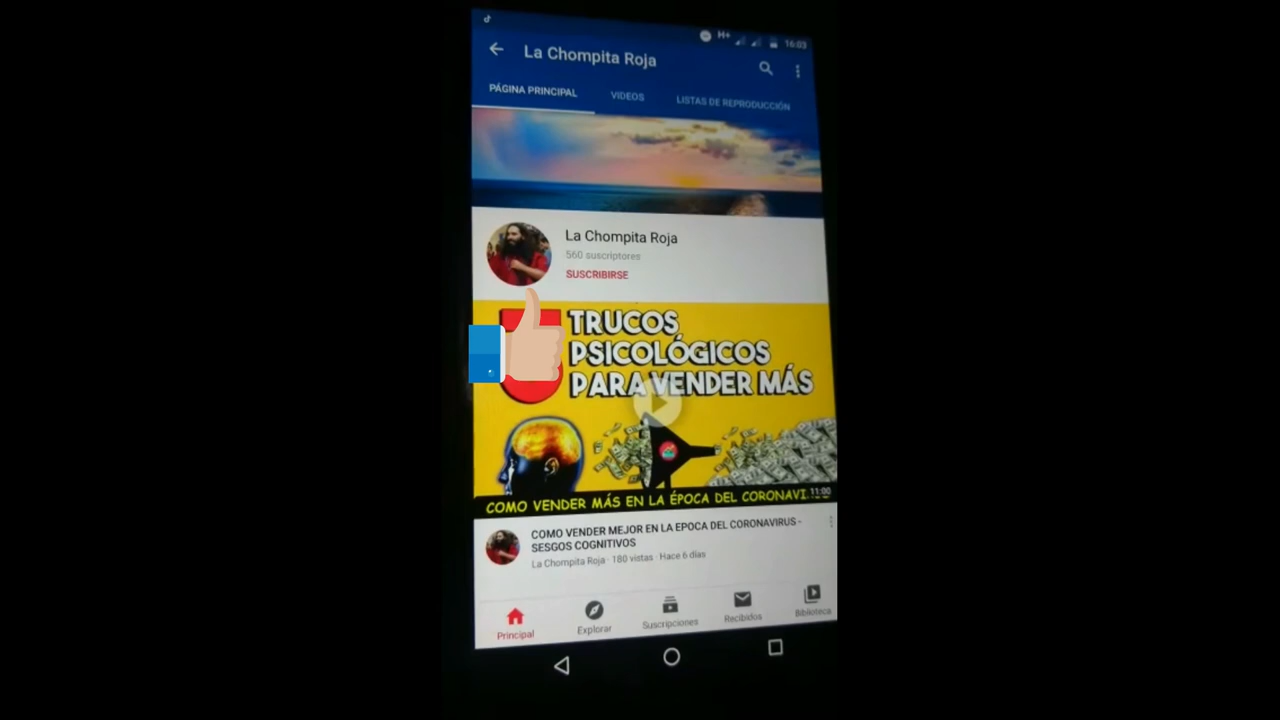 H+ 16:03
La Chompita Roja
PÁGINA PRINCIPAL VIDEOS LISTAS DE REPRODUCCIÓN
La Chompita Roja
560 suscriptores
SUSCRIBIRSE
TRUCOS
PSICOLÓGICOS
PARA VENDER MÁS
COMO VENDER MÁS EN LA ÉPOCA DEL CORONAVI
11:00
COMO VENDER MEJOR EN LA EPOCA DEL CORONAVIRUS -
SESGOS COGNITIVOS
La Chompita Roja · 180 vistas · Hace 6 días
Principal Explorar Suscripciones Recibidos Biblioteca